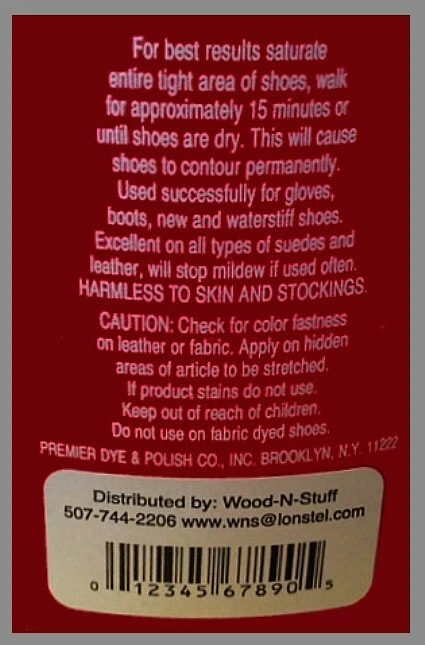 For best results saturate
entire tight area of shoes, walk
for approximately 15 minutes or
until shoes are dry. This will cause
shoes to contour permanently.
Used successfully for gloves,
boots, new and waterstiff shoes.
Excellent on all types of suedes and
leather, will stop mildew if used often.
HARMLESS TO SKIN AND STOCKINGS.
CAUTION: Check for color fastness
on leather or fabric. Apply on hidden
areas of article to be stretched.
If product stains do not use.
Keep out of reach of children.
Do not use on fabric dyed shoes.
PREMIER DYE & POLISH CO., INC. BROOKLYN, N.Y. 11222
Distributed by: Wood-N-Stuff
507-744-2206 www.wns@lonstel.com
0 12345 67890 5